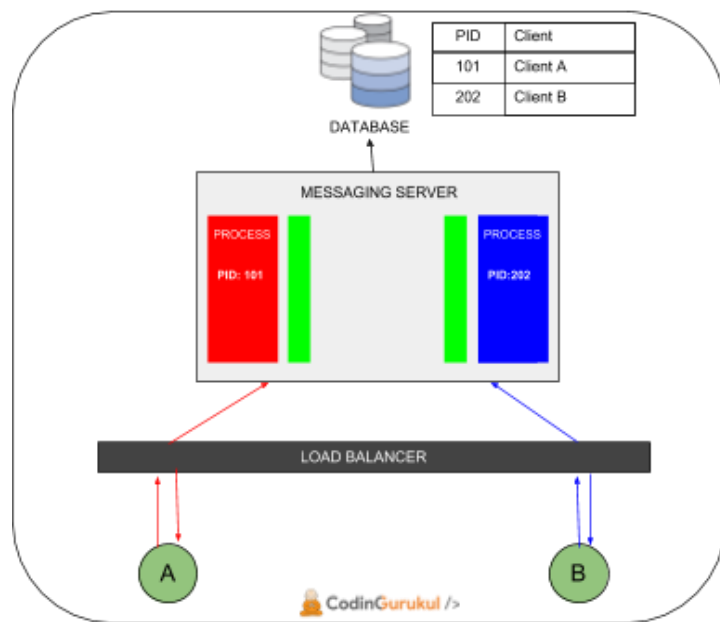 PID Client
101 Client A
202 Client B
DATABASE
MESSAGING SERVER
PROCESS
PID: 101
PROCESS
PID:202
LOAD BALANCER
A
B
CodinGurukul />